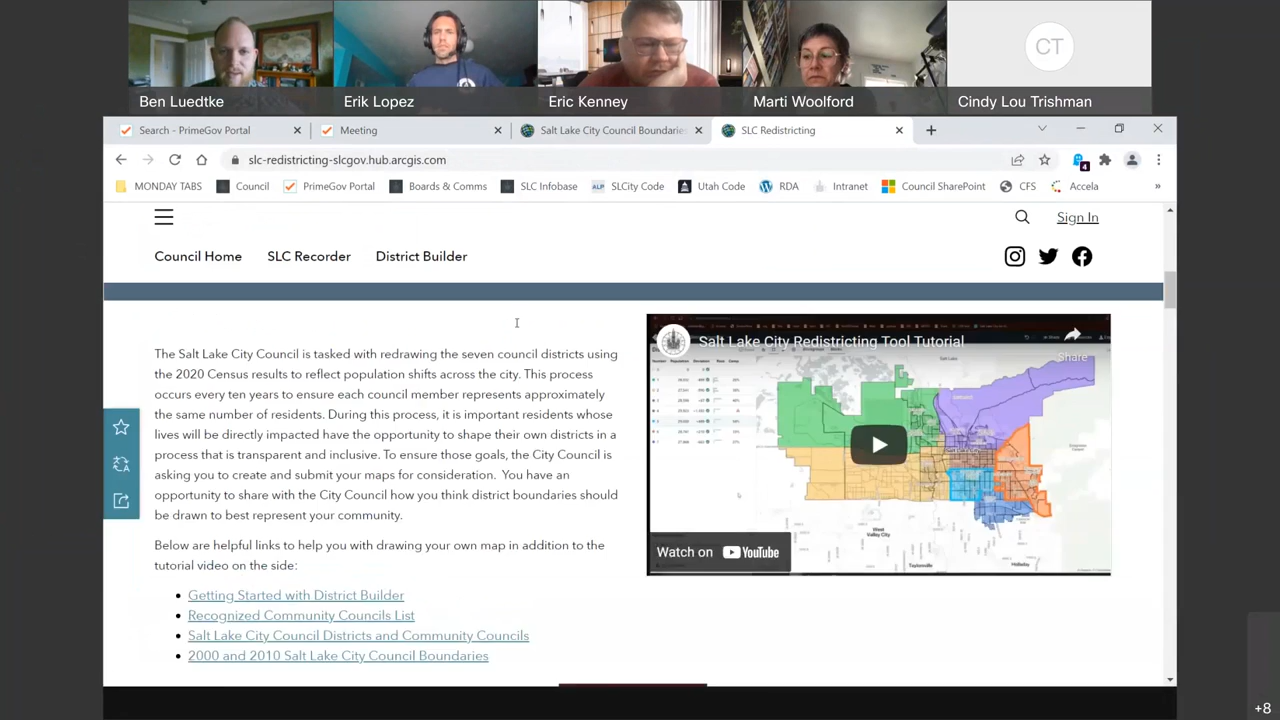 CT
Ben Luedtke
Erik Lopez
Eric Kenney
Marti Woolford
Cindy Lou Trishman
Search - PrimeGov Portal
Meeting
Salt Lake City Council Boundaries
SLC Redistricting
slc-redistricting-slcgov.hub.arcgis.com
4
MONDAY TABS
Council
PrimeGov Portal
Boards & Comms
SLC Infobase
ALP
SLCity Code
Utah Code
RDA
Intranet
Council SharePoint
CFS
Accela
»
Sign In
Council Home
SLC Recorder
District Builder
The Salt Lake City Council is tasked with redrawing the seven council districts using
the 2020 Census results to reflect population shifts across the city. This process
occurs every ten years to ensure each council member represents approximately
the same number of residents. During this process, it is important residents whose
lives will be directly impacted have the opportunity to shape their own districts in a
process that is transparent and inclusive. To ensure those goals, the City Council is
asking you to create and submit your maps for consideration. You have an
opportunity to share with the City Council how you think district boundaries should
be drawn to best represent your community.
Below are helpful links to help you with drawing your own map in addition to the
tutorial video on the side:
Getting Started with District Builder
Recognized Community Councils List
Salt Lake City Council Districts and Community Councils
2000 and 2010 Salt Lake City Council Boundaries
Salt Lake City Redistricting Tool Tutorial
Share
West
Valley City
Taylorsville
Watch on YouTube
+8